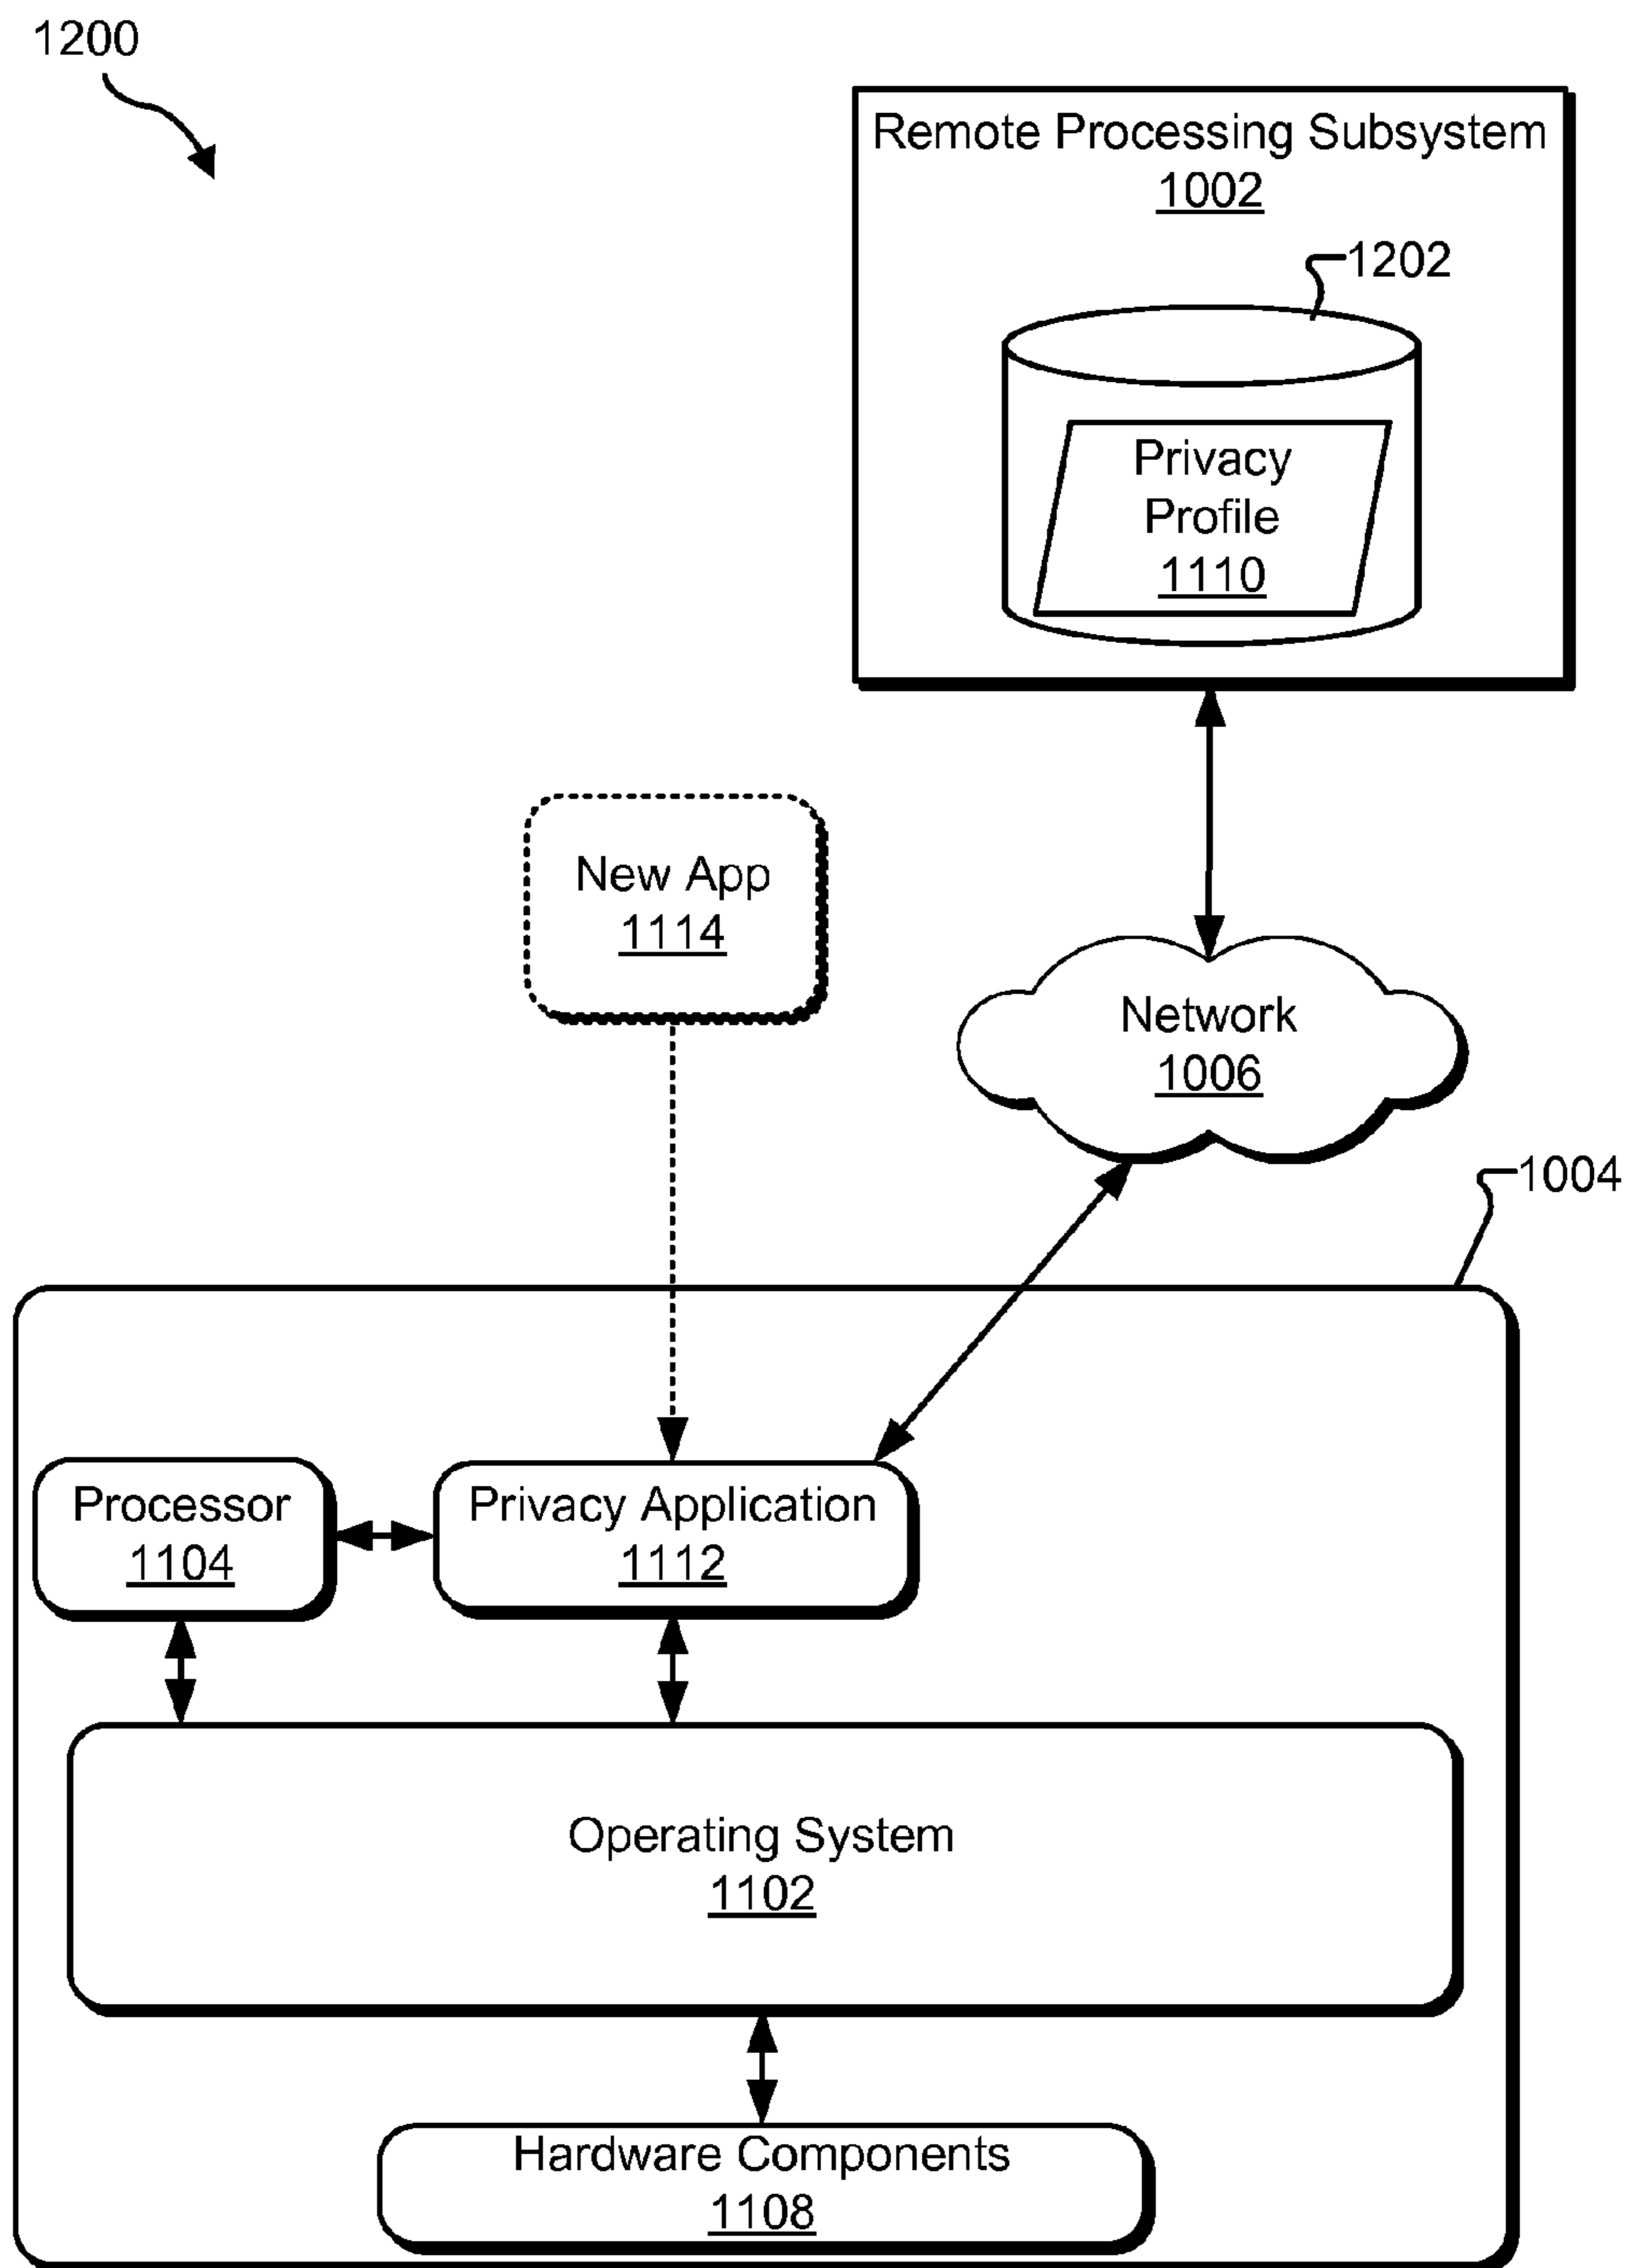 1200
Remote Processing Subsystem
1002
1202
Privacy
Profile
1110
New App
1114
Network
1006
1004
Processor
1104
Privacy Application
1112
Operating System
1102
Hardware Components
1108